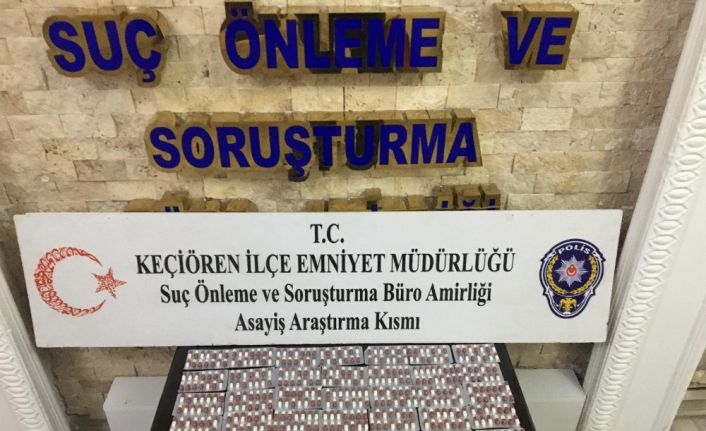 SUÇ ÖNLEME VE
SORUŞTURMA
T.C.
KEÇİÖREN İLÇE EMNİYET MÜDÜRLÜĞÜ
Suç Önleme ve Soruşturma Büro Amirliği
Asayiş Araştırma Kısmı
POLİS